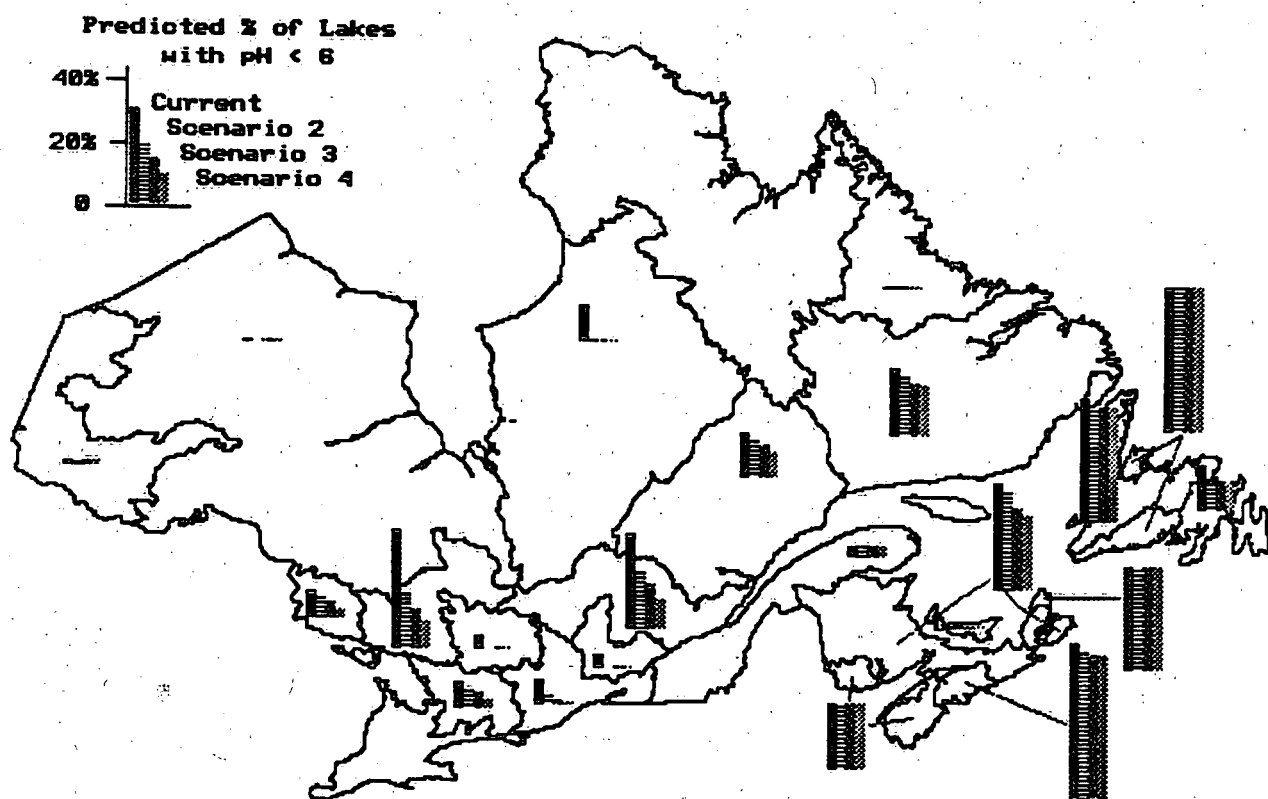 Predicted % of Lakes
with pH < 6
40%
Current
Scenario 2
20%
Scenario 3
Scenario 4
0